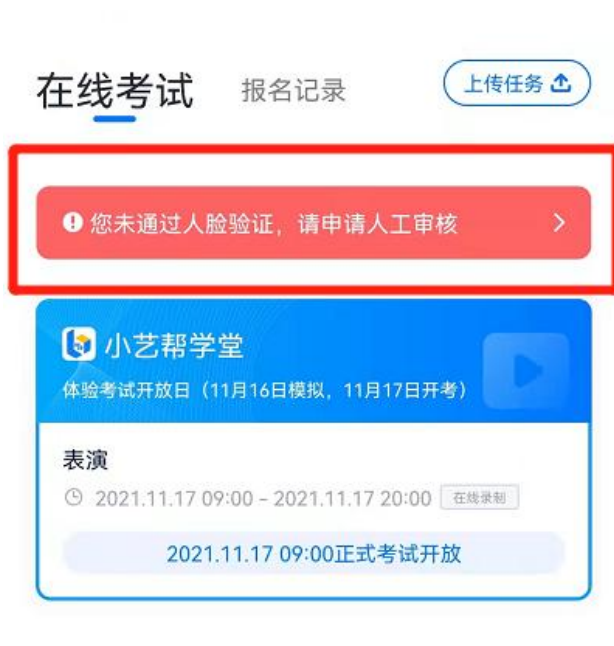 在线考试 报名记录 上传任务
您未通过人脸验证，请申请人工审核
小艺帮学堂
体验考试开放日（11月16日模拟，11月17日开考）
表演
2021.11.17 09:00 - 2021.11.17 20:00 在线录制
2021.11.17 09:00正式考试开放